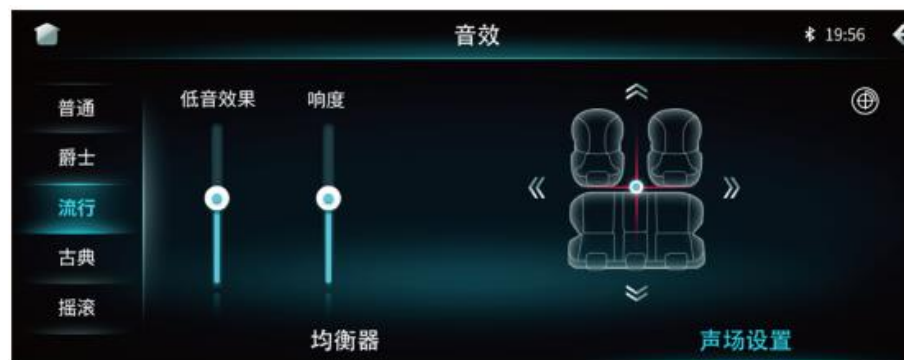 音效
19:56
普通
爵士
流行
古典
摇滚
低音效果 响度
均衡器 声场设置